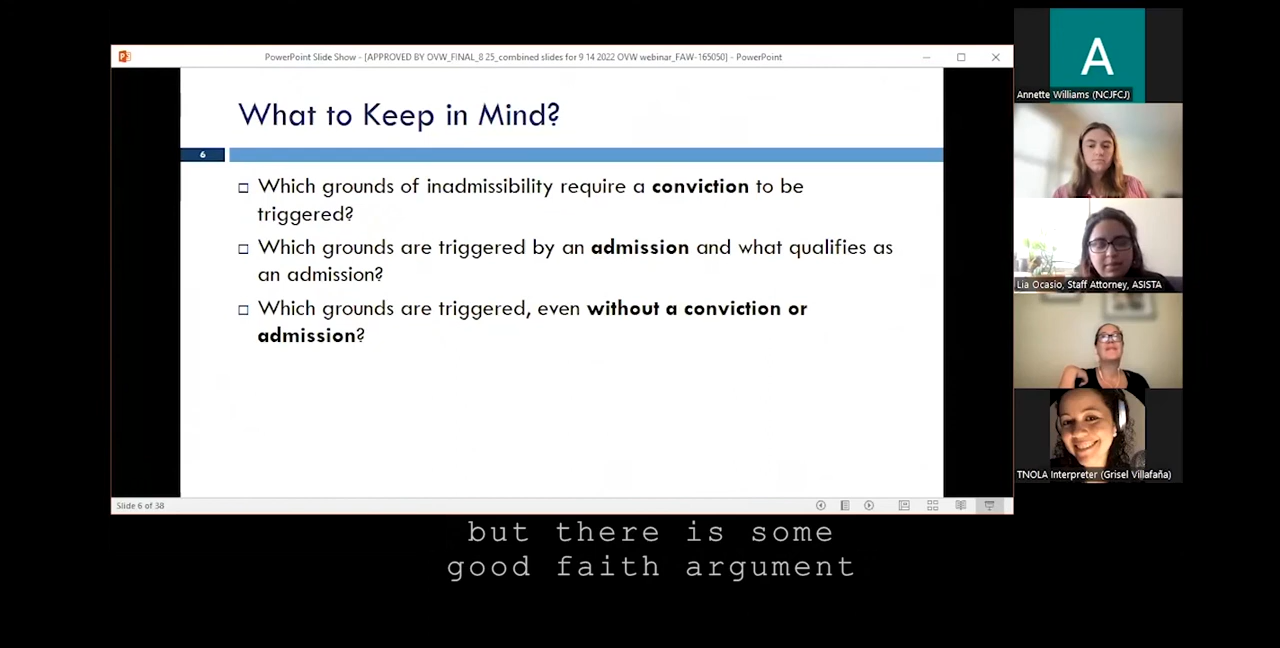 PowerPoint Slide Show - [APPROVED BY OVW_FINAL_8 25_combined slides for 9 14 2022 OVW webinar_FAW-165050] - PowerPoint
What to Keep in Mind?
6
Which grounds of inadmissibility require a conviction to be
triggered?
Which grounds are triggered by an admission and what qualifies as
an admission?
Which grounds are triggered, even without a conviction or
admission?
Slide 6 of 38
A
Annette Williams (NCJFCJ)
Lia Ocasio, Staff Attorney, ASISTA
TNOLA Interpreter (Grisel Villafaña)
but there is some
good faith argument